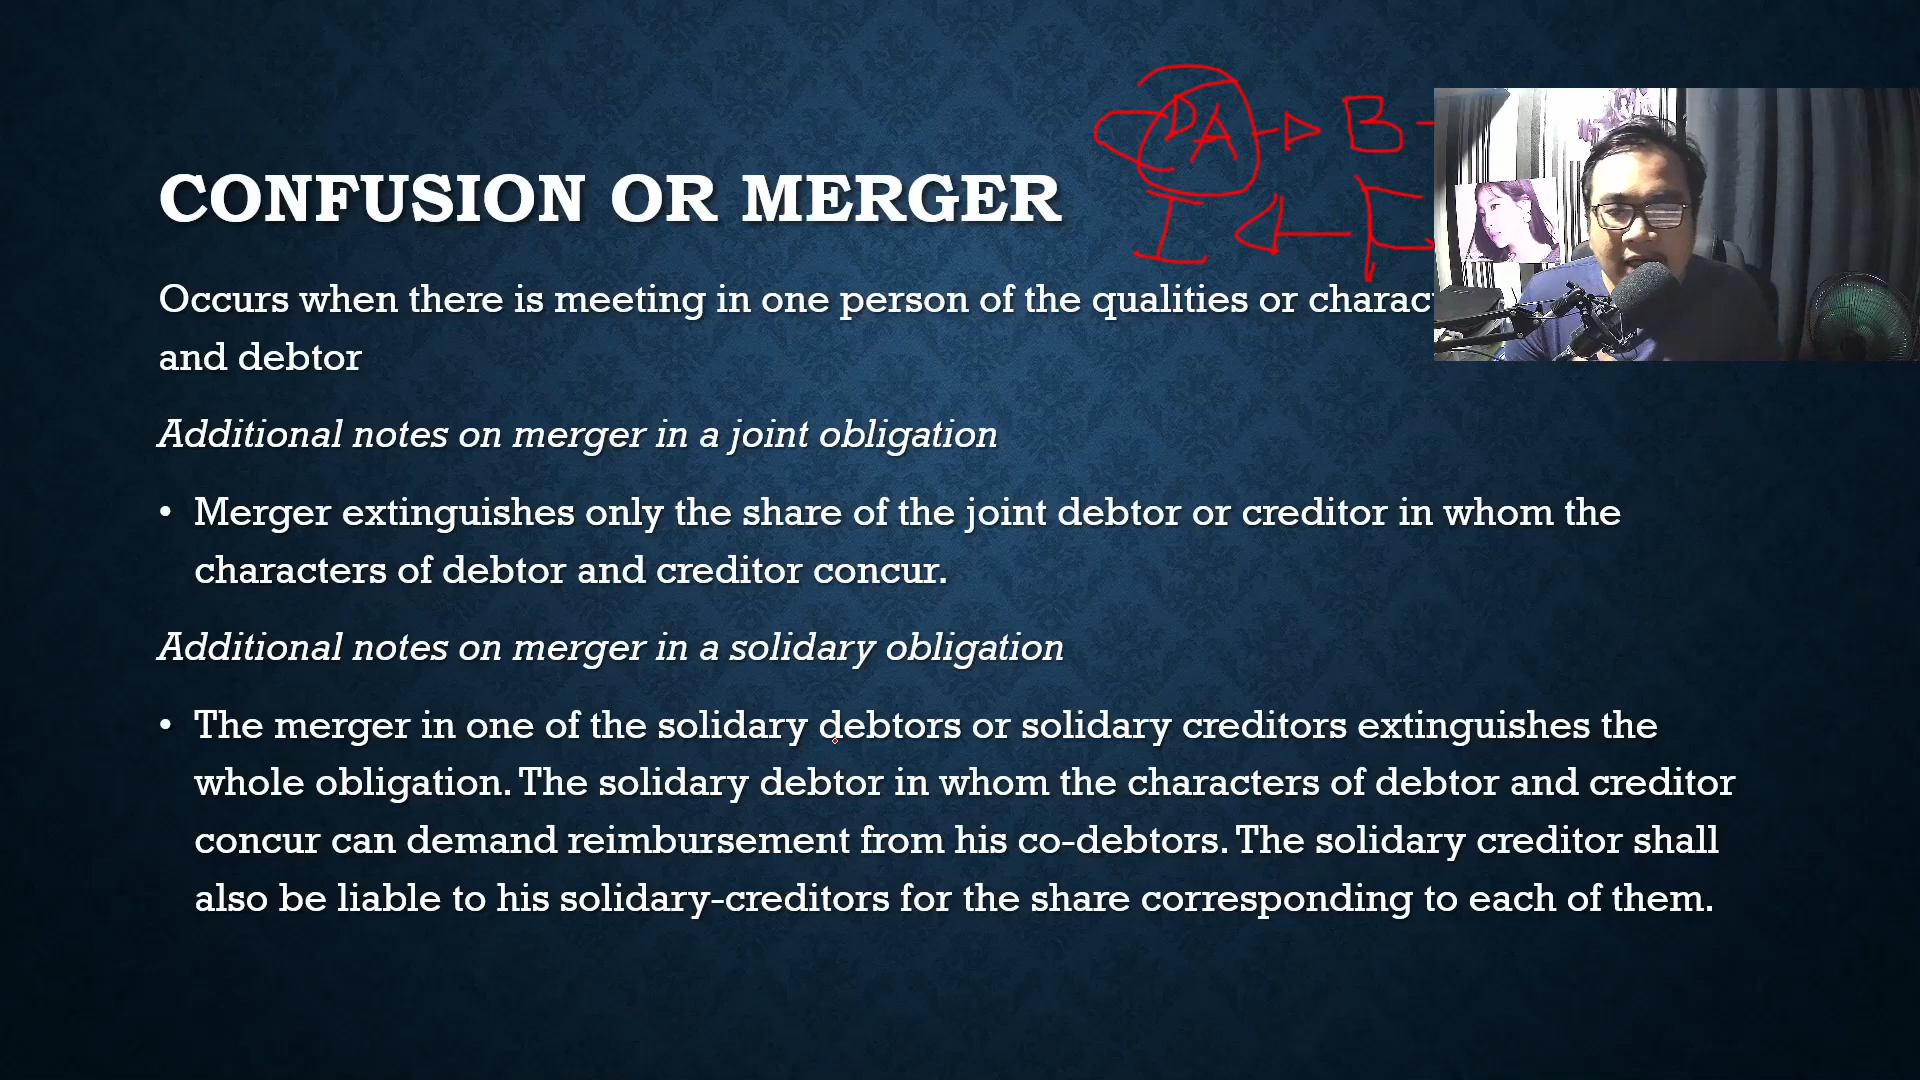 DA B
CONFUSION OR MERGER
I
Occurs when there is meeting in one person of the qualities or
and debtor
Additional notes on merger in a joint obligation
• Merger extinguishes only the share of the joint debtor or creditor in whom the
characters of debtor and creditor concur.
Additional notes on merger in a solidary obligation
• The merger in one of the solidary debtors or solidary creditors extinguishes the
whole obligation. The solidary debtor in whom the characters of debtor and creditor
concur can demand reimbursement from his co-debtors. The solidary creditor shall
also be liable to his solidary-creditors for the share corresponding to each of them.